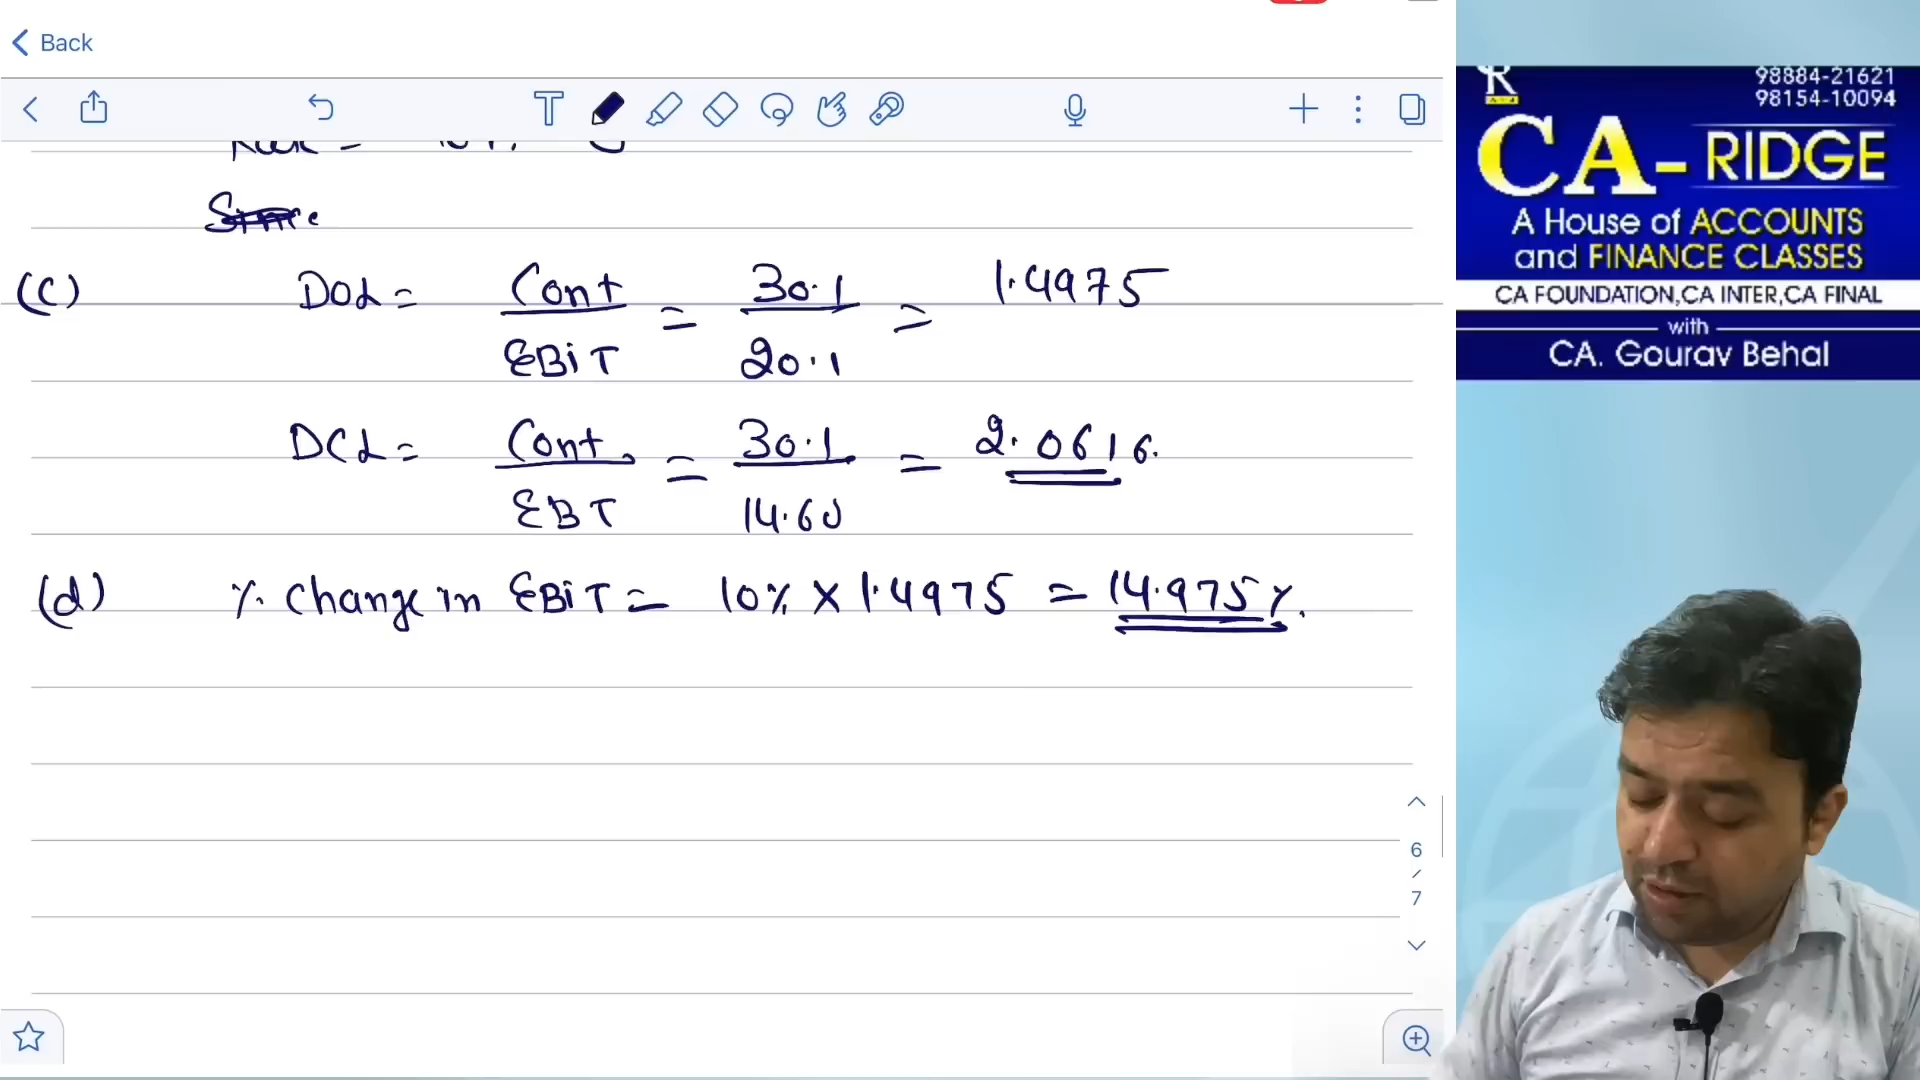 Back
Since
(c) DOL = Cont / EBIT = 30.1 / 20.1 = 1.4975
DCL = Cont. / EBT = 30.1 / 14.60 = 2.0616.
(d) % Change in EBIT = 10% × 1.4975 = 14.975%.
6
/
7
R
98884-21621
98154-10094
CA-RIDGE
A House of ACCOUNTS
and FINANCE CLASSES
CA FOUNDATION,CA INTER,CA FINAL
with
CA. Gourav Behal